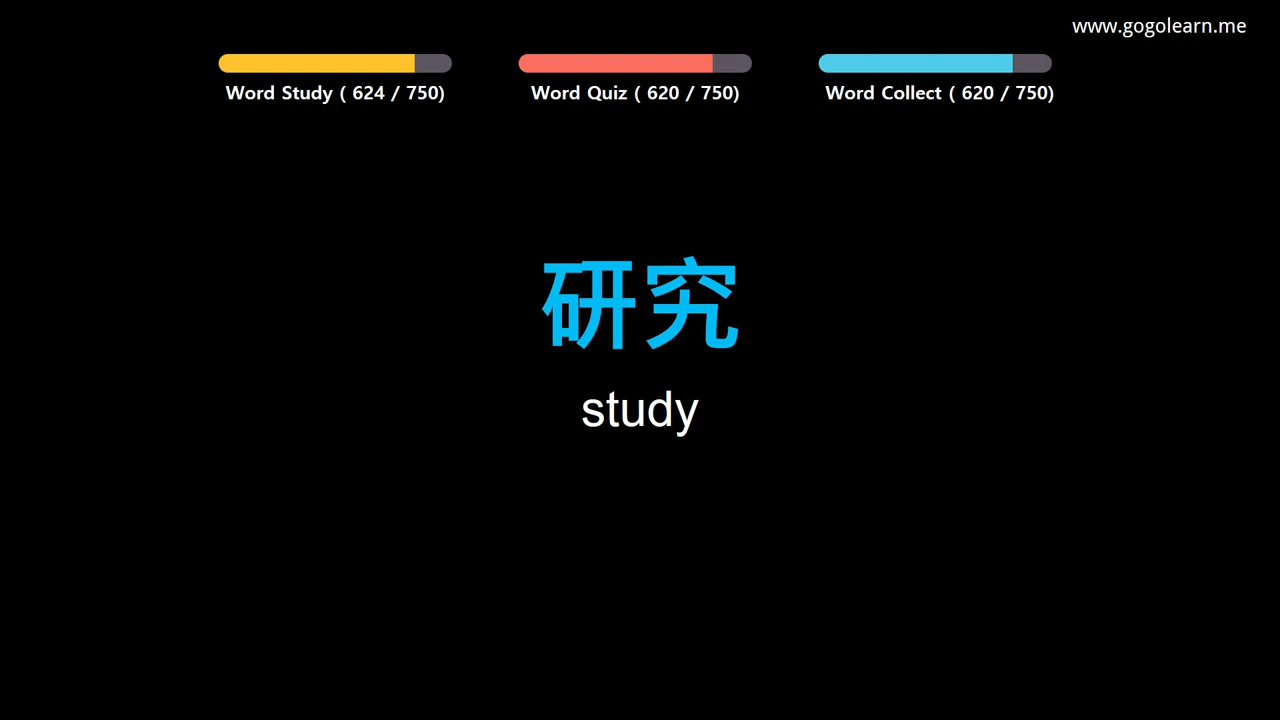 www.gogolearn.me
Word Study ( 624 / 750)
Word Quiz ( 620 / 750)
Word Collect ( 620 / 750)
研究
study